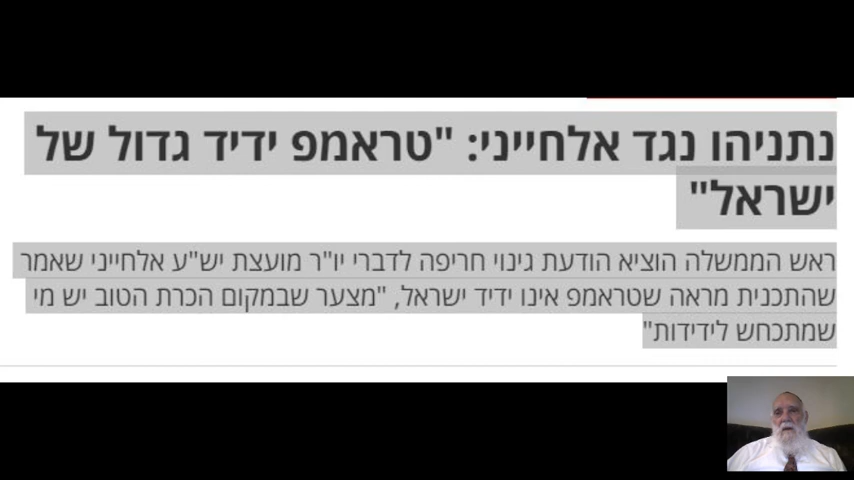 נתניהו נגד אלחייני: "טראמפ ידיד גדול של
ישראל"
ראש הממשלה הוציא הודעת גינוי חריפה לדברי יו"ר מועצת יש"ע אלחייני שאמר
שהתכנית מראה שטראמפ אינו ידיד ישראל, "מצער שבמקום הכרת הטוב יש מי
שמתכחש לידידות"